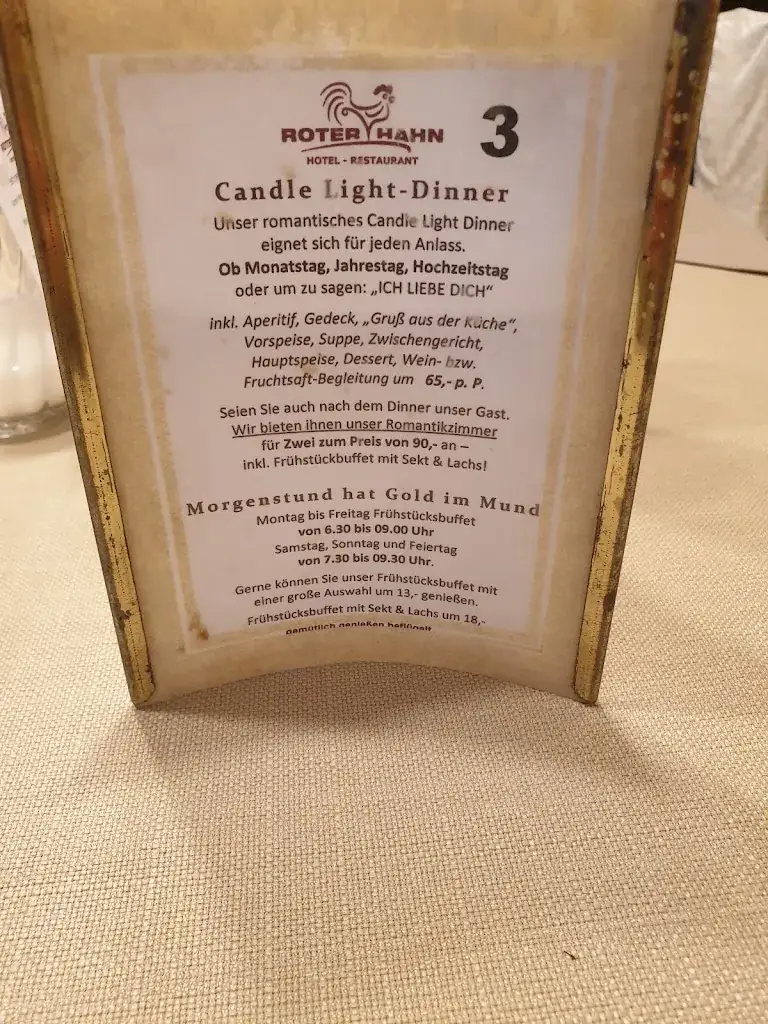 ROTER HAHN
HOTEL - RESTAURANT
3
Candle Light-Dinner
Unser romantisches Candle Light Dinner
eignet sich für jeden Anlass.
Ob Monatstag, Jahrestag, Hochzeitstag
oder um zu sagen: „ICH LIEBE DICH“
inkl. Aperitif, Gedeck, „Gruß aus der Küche“,
Vorspeise, Suppe, Zwischengericht,
Hauptspeise, Dessert, Wein- bzw.
Fruchtsaft-Begleitung um 65,- p. P.
Seien Sie auch nach dem Dinner unser Gast.
Wir bieten ihnen unser Romantikzimmer
für Zwei zum Preis von 90,- an –
inkl. Frühstückbuffet mit Sekt & Lachs!
Morgenstund hat Gold im Mund
Montag bis Freitag Frühstücksbuffet
von 6.30 bis 09.00 Uhr
Samstag, Sonntag und Feiertag
von 7.30 bis 09.30 Uhr.
Gerne können Sie unser Frühstücksbuffet mit
einer große Auswahl um 13,- genießen.
Frühstücksbuffet mit Sekt & Lachs um 18,-
gemütlich genießen beflügelt